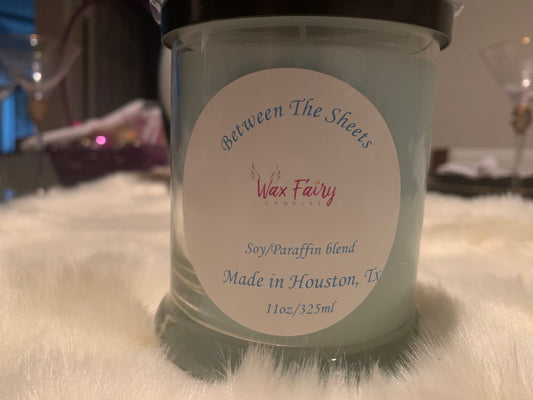 Between The Sheets
Wax Fairy
CANDLES
Soy/Paraffin blend
Made in Houston, Tx
11oz/325ml